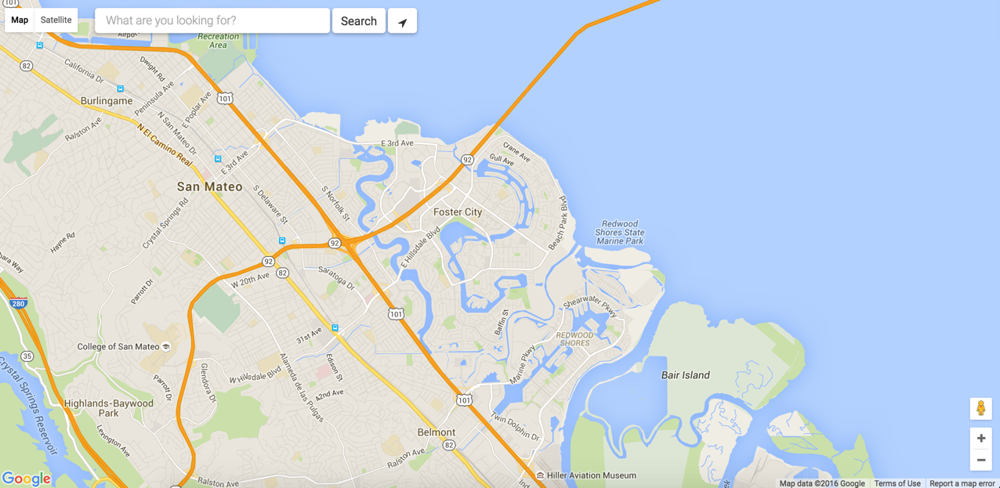 101
Map
Satellite
What are you looking for?
Search
Airpo
Recreation
Area
82
California Dr
Dwight Rd
Peninsula Ave
E Poplar Ave
101
Burlingame
Ralston Ave
N San Mateo Dr
N El Camino Real
E 3rd Ave
E 3rd Ave
Crane Ave
Gull Ave
92
San Mateo
S Delaware St
S Norfolk St
Crystal Springs Rd
Foster City
Beach Park Blv
Redwood
Shores State
Marine Park
Hayne Rd
bara Way
E Hillsdale Blvd
92
92
82
W 20th Ave
Saratoga Dr
Parrott Dr
280
101
Shearwater Pkwy
Baffin St
REDWOOD
SHORES
31st Ave
College of San Mateo
35
Marine Pkwy
Crystal Springs Reservoir
Parrott Dr
Glendora Dr
W Hillsdale Blvd
Alameda de las Pulgas
Edison St
42nd Ave
Bair Island
Highlands-Baywood
Park
101
Lexington Ave
Belmont
82
Twin Dolphin Dr
Ralston Ave
Ralston Ave
Hiller Aviation Museum
Ind
ek
Google
Map data ©2016 Google
Terms of Use
Report a map error